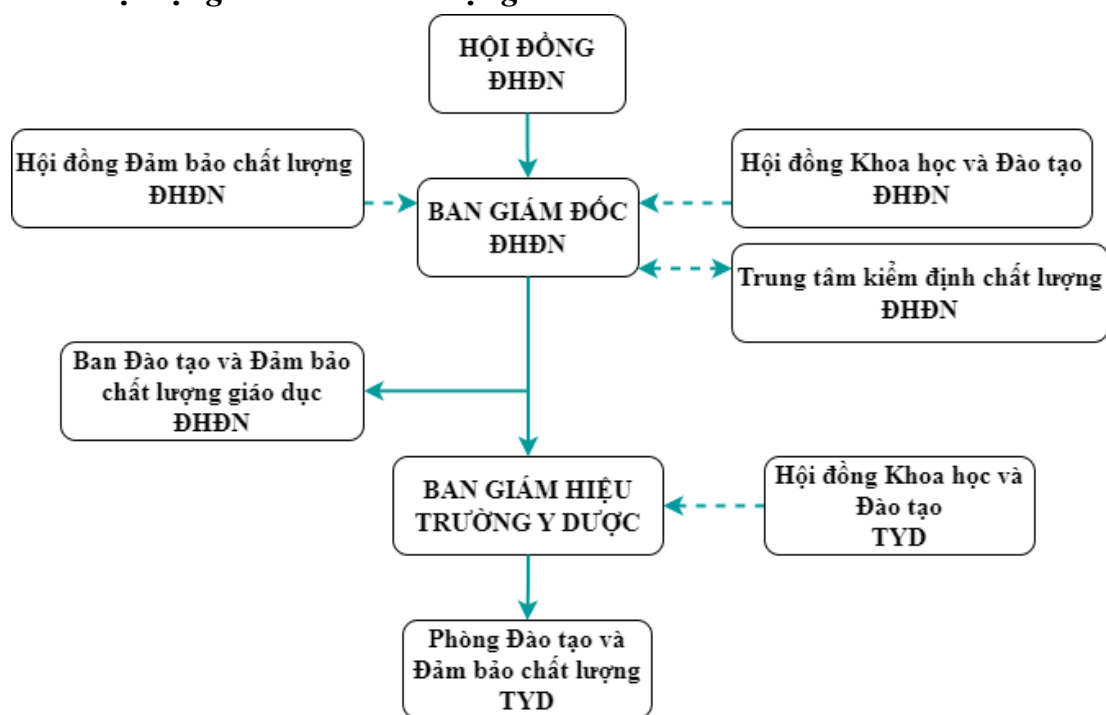 HỘI ĐỒNG
ĐHĐN
Hội đồng Đảm bảo chất lượng
ĐHĐN
Hội đồng Khoa học và Đào tạo
ĐHĐN
BAN GIÁM ĐỐC
ĐHĐN
Trung tâm kiểm định chất lượng
ĐHĐN
Ban Đào tạo và Đảm bảo
chất lượng giáo dục
ĐHĐN
BAN GIÁM HIỆU
TRƯỜNG Y DƯỢC
Hội đồng Khoa học và
Đào tạo
TYD
Phòng Đào tạo và
Đảm bảo chất lượng
TYD